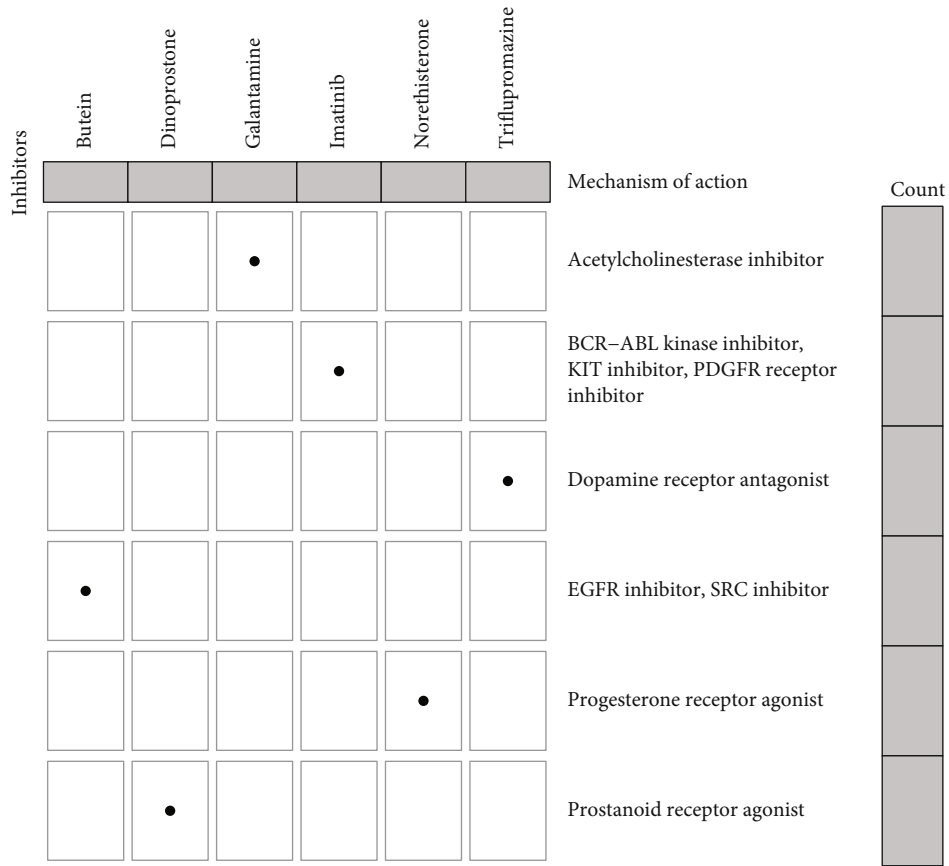 Inhibitors
Butein
Dinoprostone
Galantamine
Imatinib
Norethisterone
Triflupromazine
Mechanism of action
Count
Acetylcholinesterase inhibitor
BCR–ABL kinase inhibitor,
KIT inhibitor, PDGFR receptor
inhibitor
Dopamine receptor antagonist
EGFR inhibitor, SRC inhibitor
Progesterone receptor agonist
Prostanoid receptor agonist